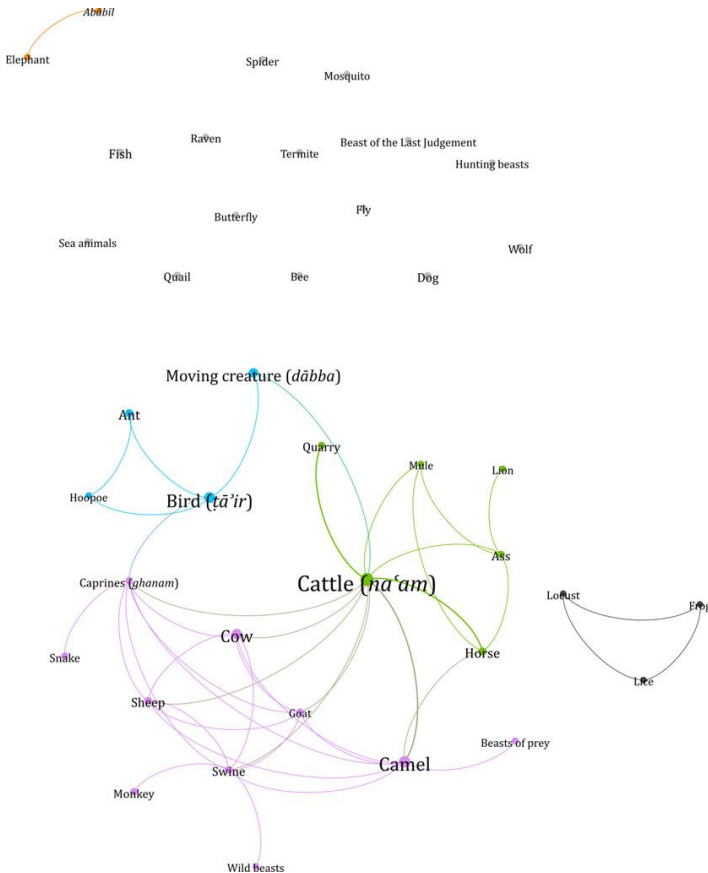 Ababil
Elephant
Spider
Mosquito
Raven
Beast of the Last Judgement
Fish
Termite
Hunting beasts
Fly
Butterfly
Sea animals
Wolf
Quail
Bee
Dog
Moving creature (dābba)
Ant
Quarry
Mule
Lion
Hoopoe
Bird (ṭā’ir)
Ass
Caprines (ghanam)
Cattle (na‘am)
Locust
Frog
Cow
Horse
Snake
Lice
Sheep
Goat
Beasts of prey
Swine
Camel
Monkey
Wild beasts